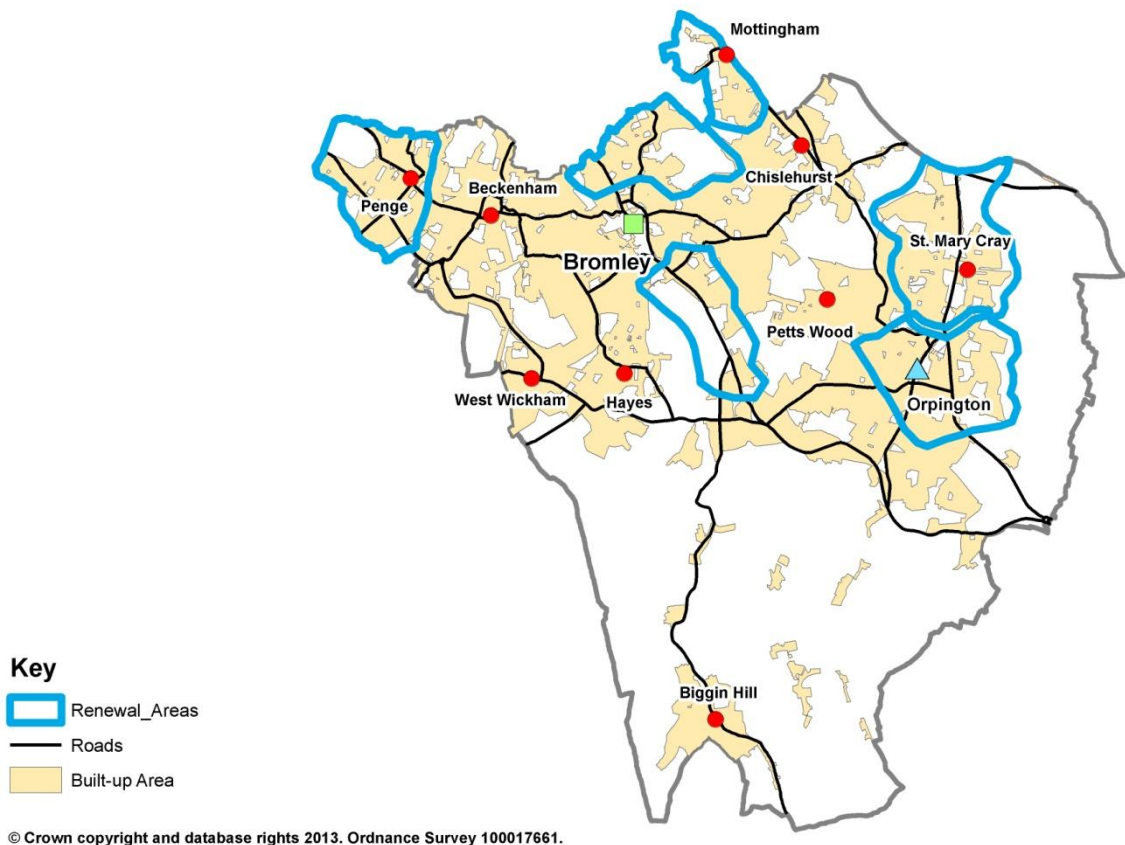 Mottingham
Chislehurst
Beckenham
Penge
St. Mary Cray
Bromley
Petts Wood
West Wickham
Hayes
Orpington
Biggin Hill
Key
Renewal_Areas
Roads
Built-up Area
© Crown copyright and database rights 2013. Ordnance Survey 100017661.